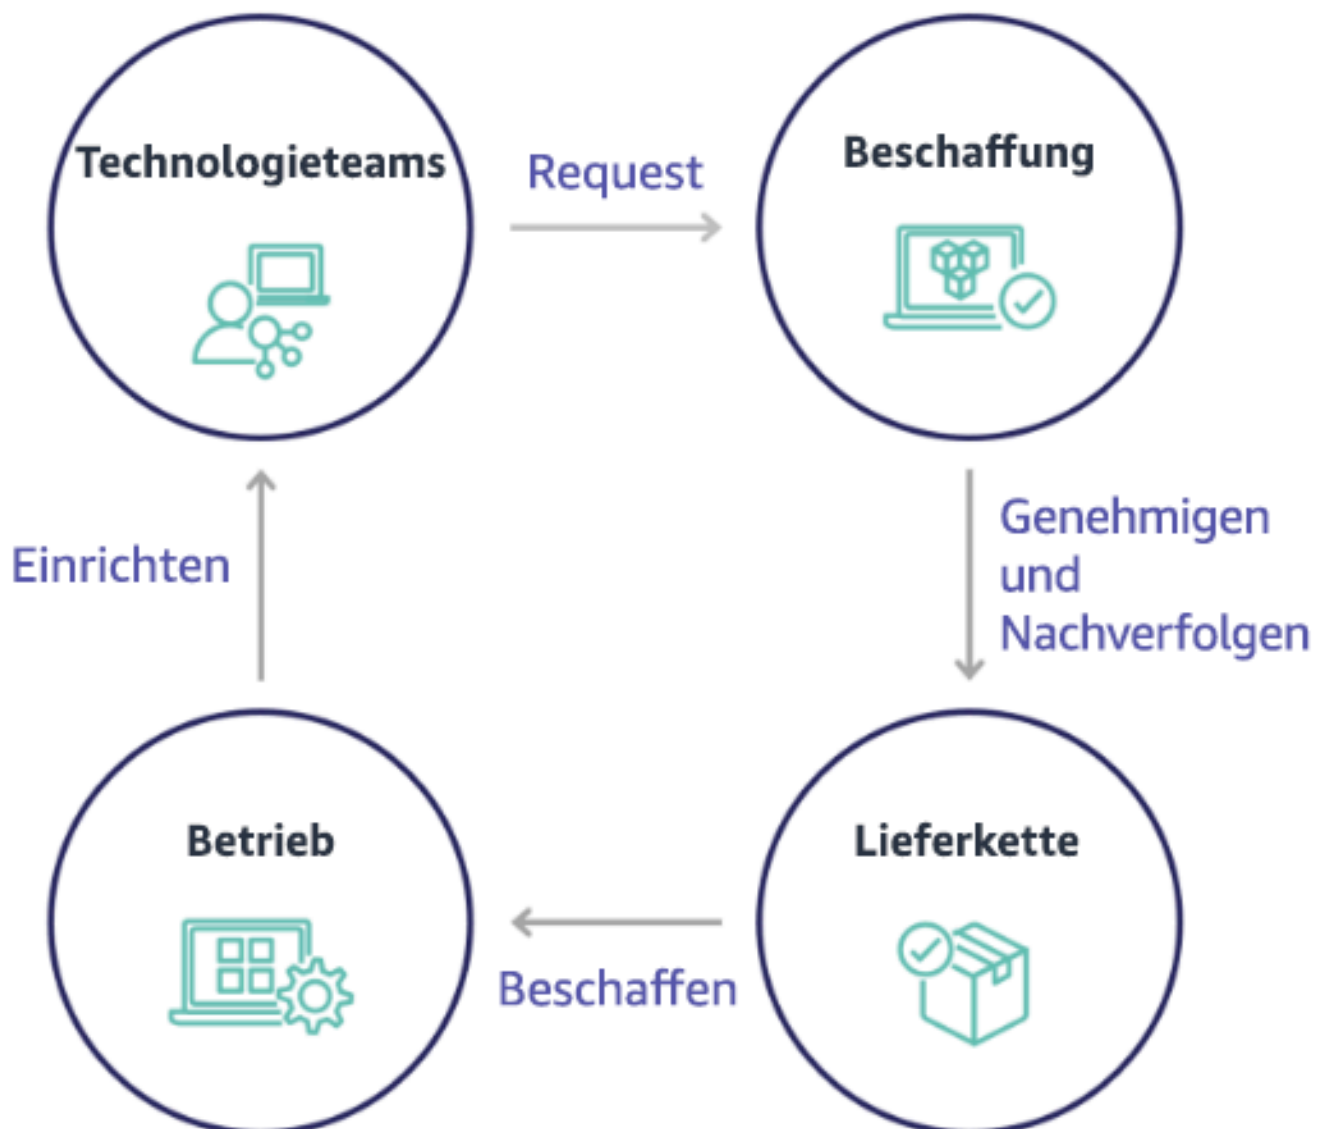 Technologieteams
Request
Beschaffung
Genehmigen
und
Nachverfolgen
Einrichten
Betrieb
Beschaffen
Lieferkette